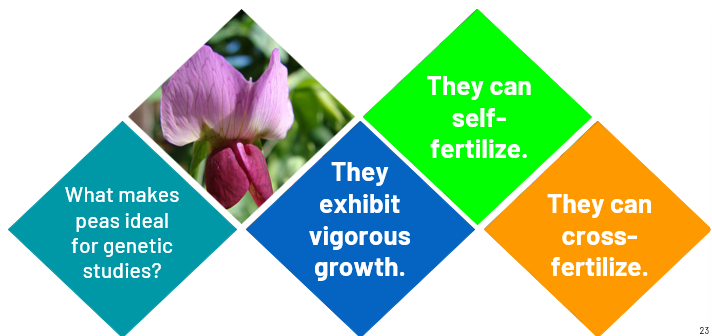 What makes
peas ideal
for genetic
studies?
They
exhibit
vigorous
growth.
They can
self-
fertilize.
They can
cross-
fertilize.
23